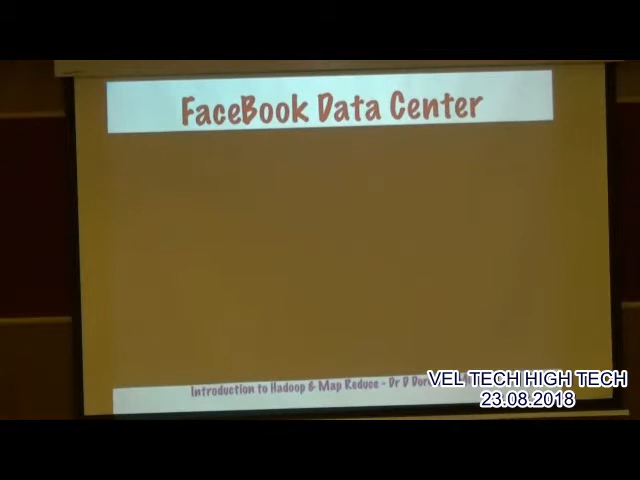 FaceBook Data Center
Introduction to Hadoop & Map Reduce - Dr D
VEL TECH HIGH TECH
23.08.2018